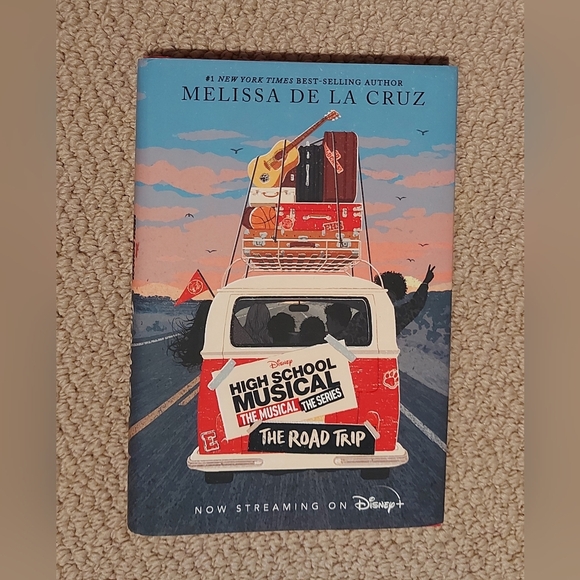 #1 NEW YORK TIMES BEST-SELLING AUTHOR
MELISSA DE LA CRUZ
Disney
HIGH SCHOOL
MUSICAL
THE MUSICAL THE SERIES
THE ROAD TRIP
E
NOW STREAMING ON Disney+